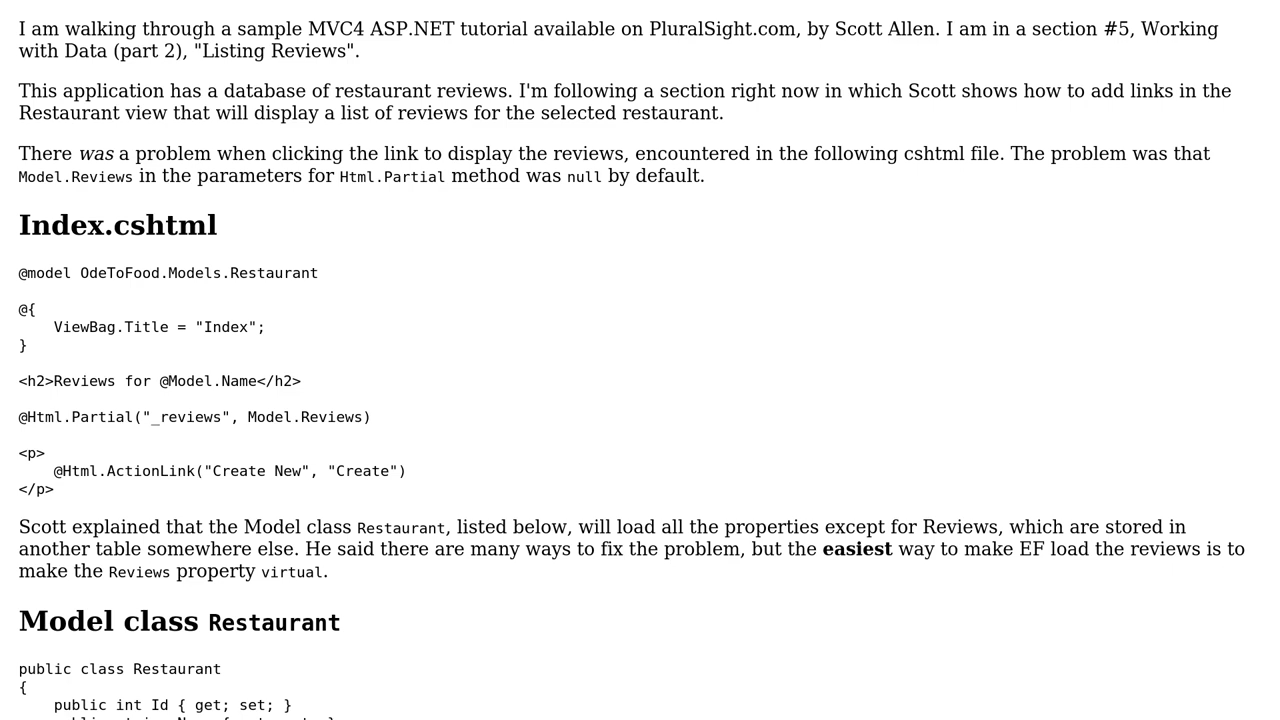 I am walking through a sample MVC4 ASP.NET tutorial available on PluralSight.com, by Scott Allen. I am in a section #5, Working
with Data (part 2), "Listing Reviews".
This application has a database of restaurant reviews. I'm following a section right now in which Scott shows how to add links in the
Restaurant view that will display a list of reviews for the selected restaurant.
There was a problem when clicking the link to display the reviews, encountered in the following cshtml file. The problem was that
Model.Reviews in the parameters for Html.Partial method was null by default.
Index.cshtml
@model OdeToFood.Models.Restaurant
@{
    ViewBag.Title = "Index";
}
<h2>Reviews for @Model.Name</h2>
@Html.Partial("_reviews", Model.Reviews)
<p>
    @Html.ActionLink("Create New", "Create")
</p>
Scott explained that the Model class Restaurant, listed below, will load all the properties except for Reviews, which are stored in
another table somewhere else. He said there are many ways to fix the problem, but the easiest way to make EF load the reviews is to
make the Reviews property virtual.
Model class Restaurant
public class Restaurant
{
    public int Id { get; set; }